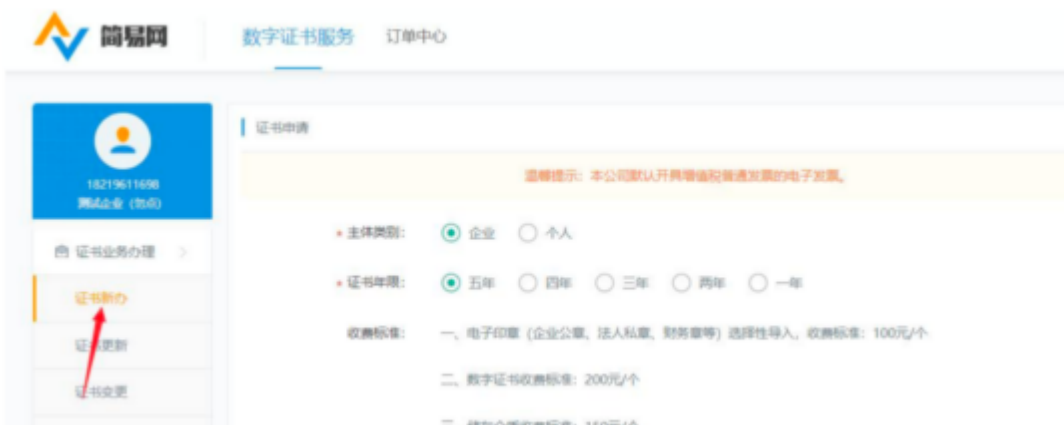 简易网 数字证书服务 订单中心
证书申请
温馨提示：本公司默认开具增值税普通发票的电子发票。
18219611698
测试企业（勿点）
* 主体类别： 企业 个人
证书业务办理 >
* 证书年限： 五年 四年 三年 两年 一年
证书新办
收费标准： 一、电子印章（企业公章、法人私章、财务章等）选择性导入，收费标准：100元/个
证书更新
二、数字证书收费标准：200元/个
证书变更